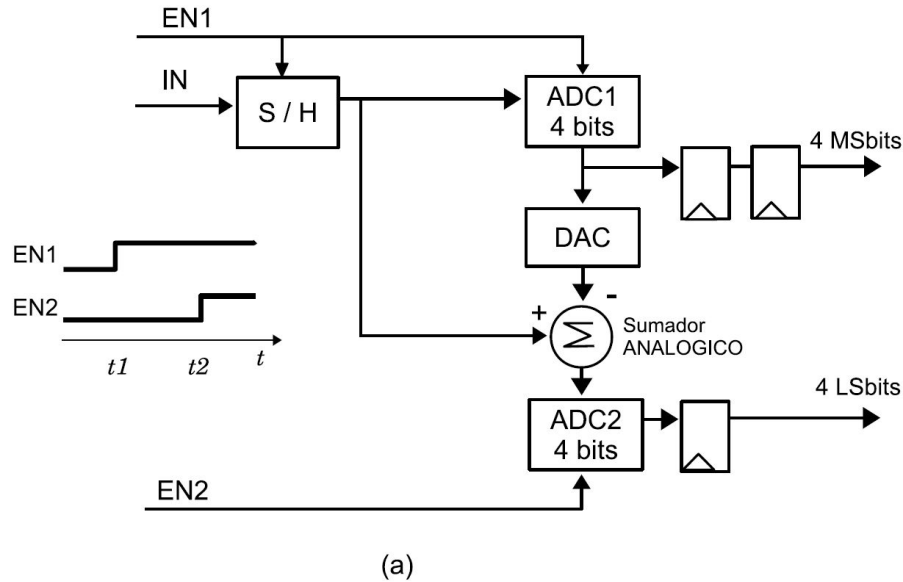 EN1
IN
S / H
ADC1
4 bits
4 MSbits
DAC
EN1
EN2
t1
t2
t
+
-
Σ
Sumador
ANALOGICO
ADC2
4 bits
4 LSbits
EN2
(a)